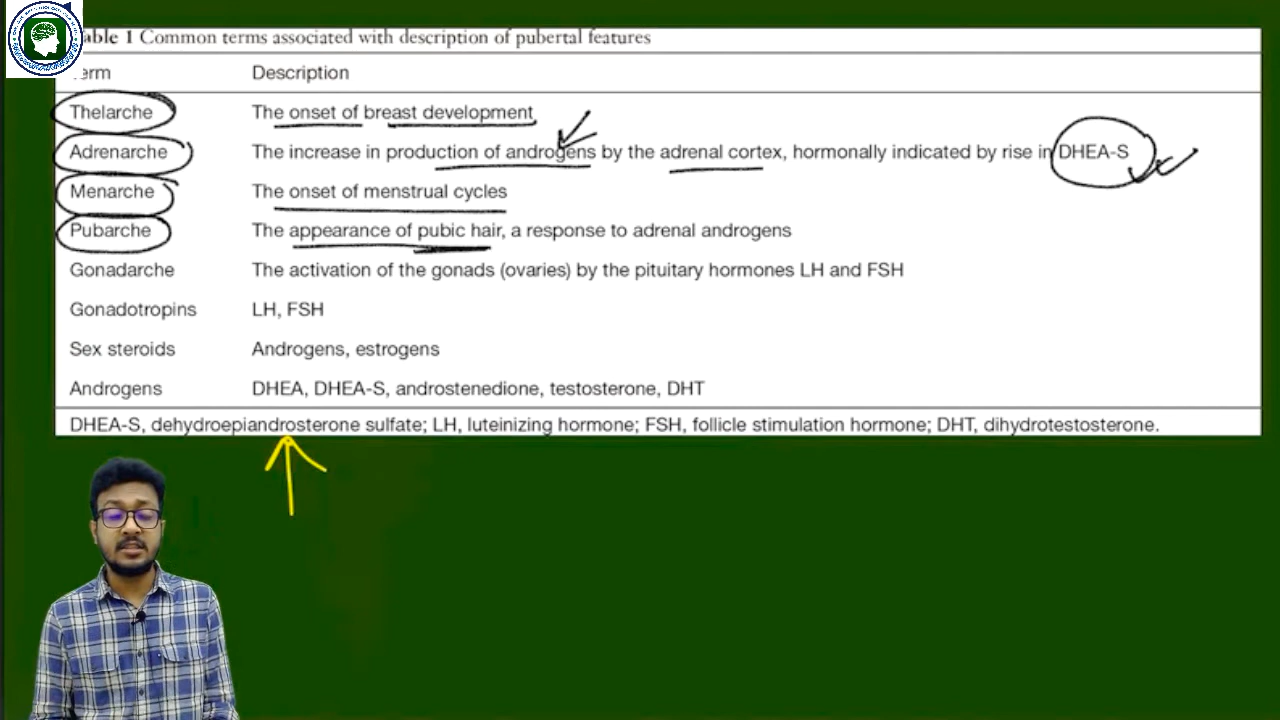 able 1 Common terms associated with description of pubertal features
erm Description
Thelarche The onset of breast development
Adrenarche The increase in production of androgens by the adrenal cortex, hormonally indicated by rise in DHEA-S
Menarche The onset of menstrual cycles
Pubarche The appearance of pubic hair, a response to adrenal androgens
Gonadarche The activation of the gonads (ovaries) by the pituitary hormones LH and FSH
Gonadotropins LH, FSH
Sex steroids Androgens, estrogens
Androgens DHEA, DHEA-S, androstenedione, testosterone, DHT
DHEA-S, dehydroepiandrosterone sulfate; LH, luteinizing hormone; FSH, follicle stimulation hormone; DHT, dihydrotestosterone.